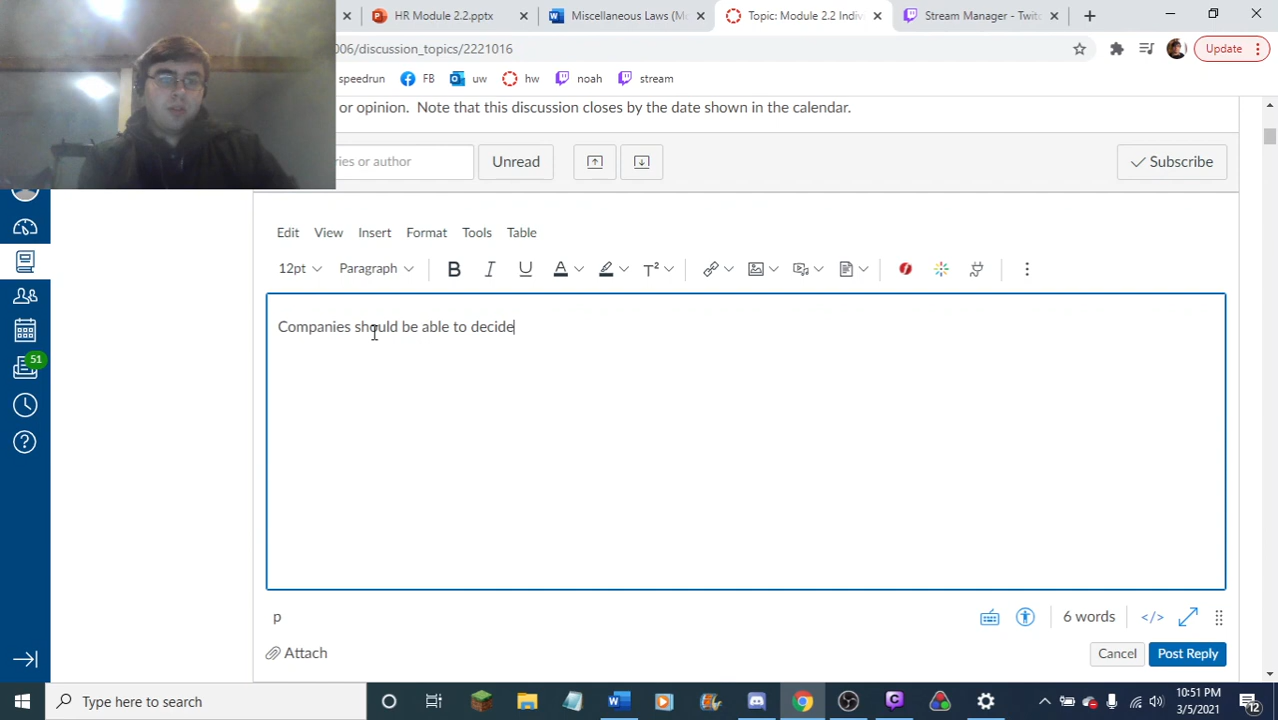 HR Module 2.2.pptx
Miscellaneous Laws (M
Topic: Module 2.2 Indiv
Stream Manager - Twitc
006/discussion_topics/2221016
Update
speedrun
FB
uw
hw
noah
stream
or opinion. Note that this discussion closes by the date shown in the calendar.
ries or author
Unread
Subscribe
Edit View Insert Format Tools Table
12pt
Paragraph
B I U A T²
Companies should be able to decide
51
p
6 words
</>
Attach
Cancel
Post Reply
Type here to search
10:51 PM
3/5/2021
12